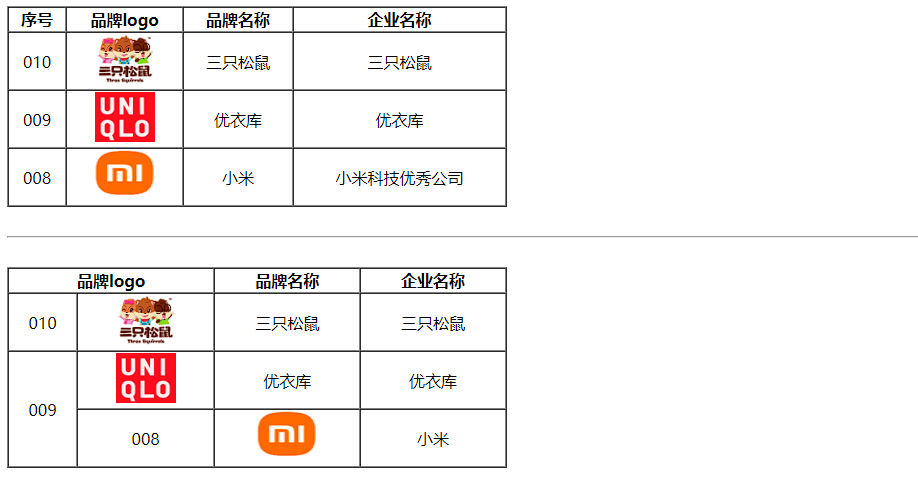 序号 品牌logo 品牌名称 企业名称
010 三只松鼠 Three Squirrels 三只松鼠 三只松鼠
009 UNI QLO 优衣库 优衣库
008 mi 小米 小米科技优秀公司
品牌logo 品牌名称 企业名称
010 三只松鼠 Three Squirrels 三只松鼠 三只松鼠
009 UNI QLO 优衣库 优衣库
008 mi 小米